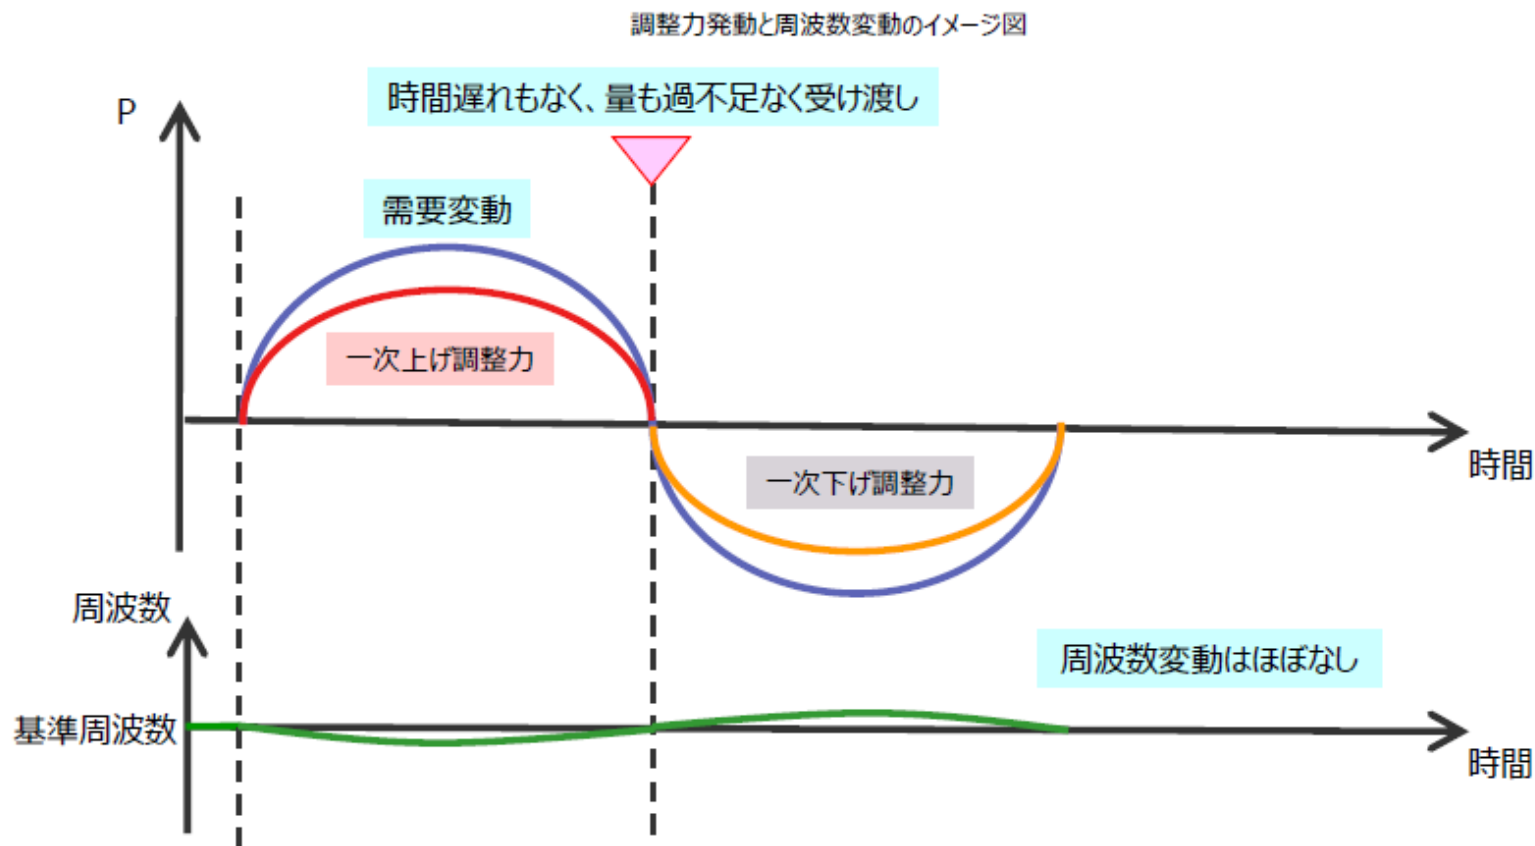 調整力発動と周波数変動のイメージ図
時間遅れもなく、量も過不足なく受け渡し
P
需要変動
一次上げ調整力
時間
一次下げ調整力
周波数
周波数変動はほぼなし
基準周波数
時間